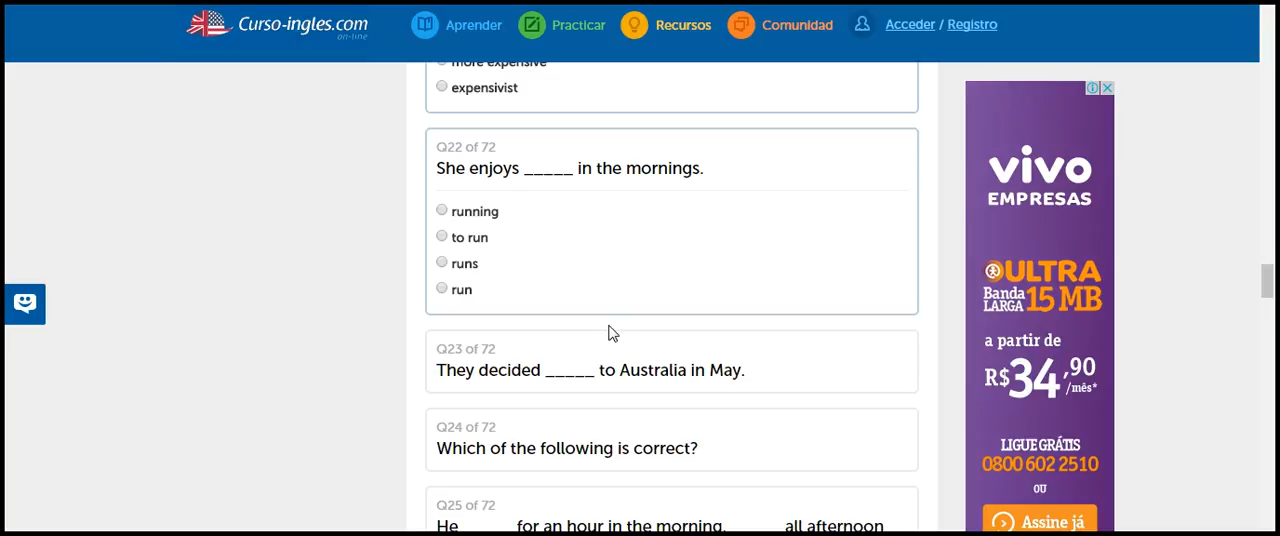 Curso-ingles.com
on-line
Aprender
Practicar
Recursos
Comunidad
Acceder / Registro
more expensive
expensivist
Q22 of 72
She enjoys _____ in the mornings.
running
to run
runs
run
Q23 of 72
They decided _____ to Australia in May.
Q24 of 72
Which of the following is correct?
Q25 of 72
He _____ for an hour in the morning, _____ all afternoon
vivo
EMPRESAS
ULTRA
Banda
LARGA 15 MB
a partir de
R$34,90
/mês*
LIGUE GRÁTIS
0800 602 2510
OU
Assine já